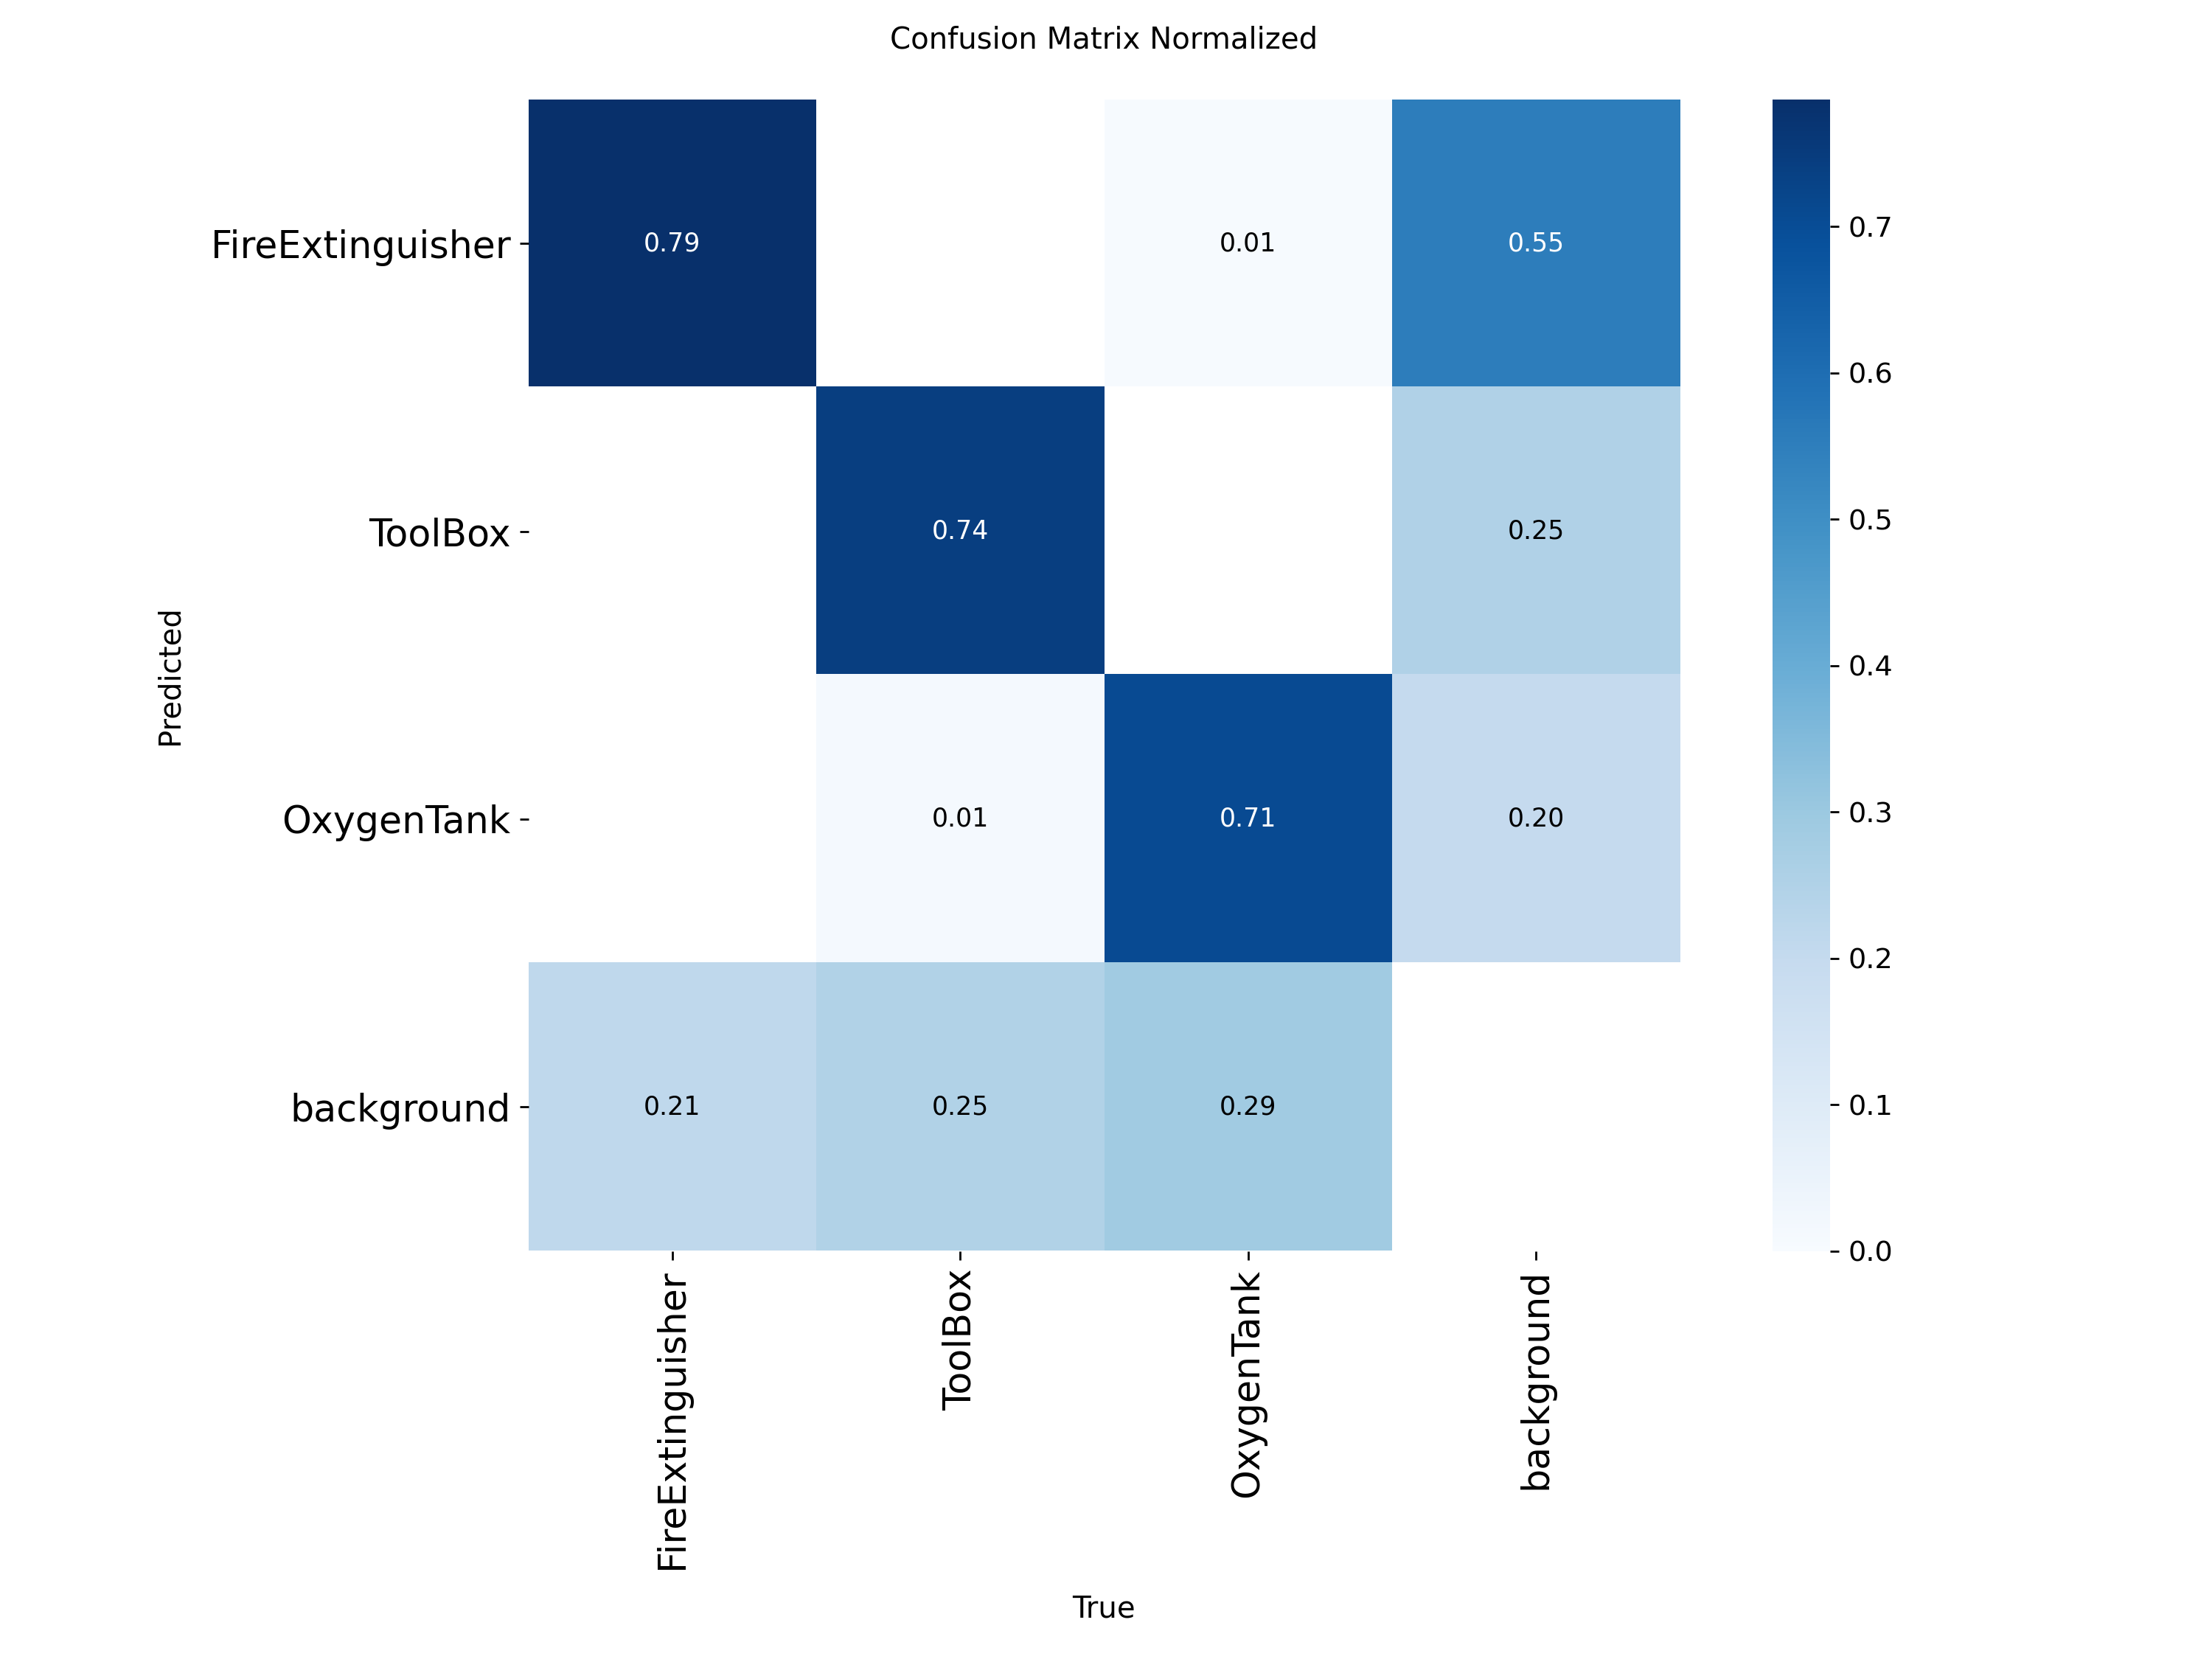 Confusion Matrix Normalized
FireExtinguisher
0.79
0.01
0.55
ToolBox
0.74
0.25
OxygenTank
0.01
0.71
0.20
background
0.21
0.25
0.29
Predicted
FireExtinguisher
ToolBox
OxygenTank
background
True
0.7
0.6
0.5
0.4
0.3
0.2
0.1
0.0